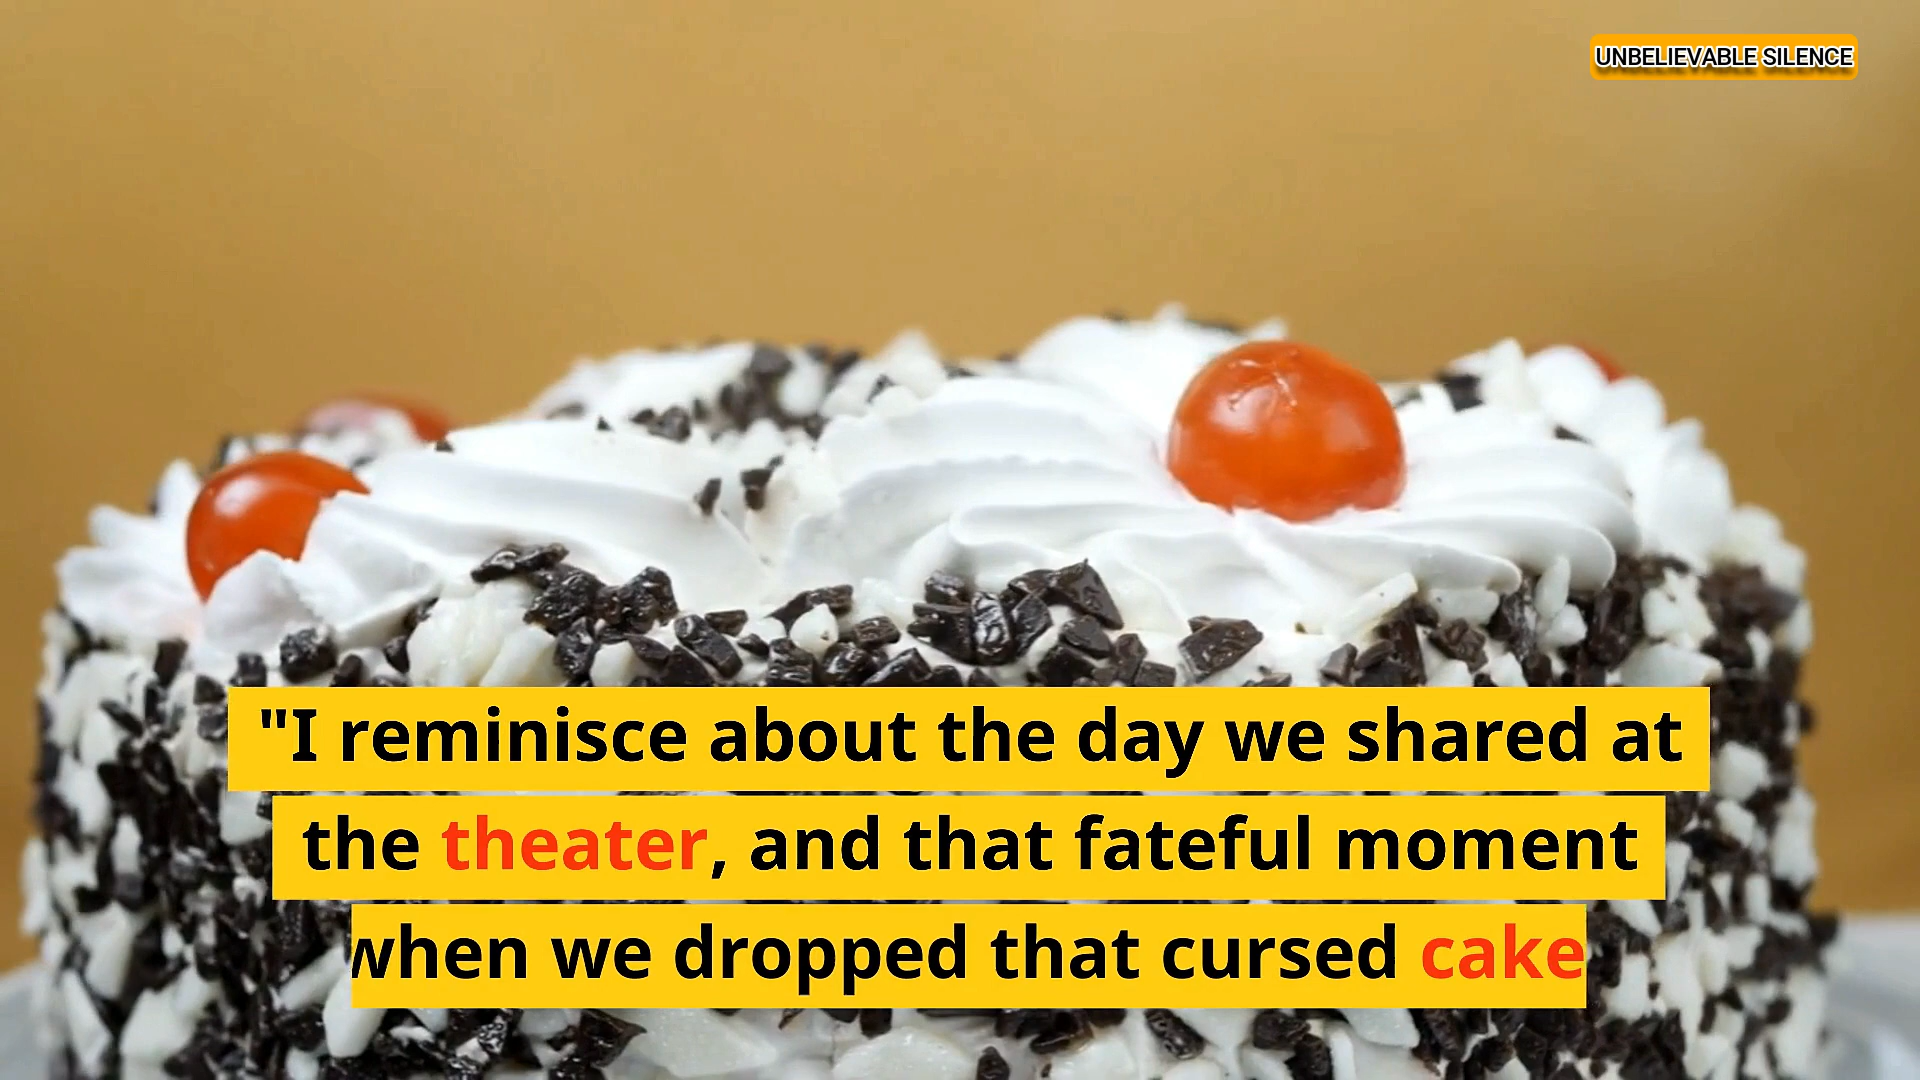 UNBELIEVABLE SILENCE
"I reminisce about the day we shared at
the theater, and that fateful moment
when we dropped that cursed cake